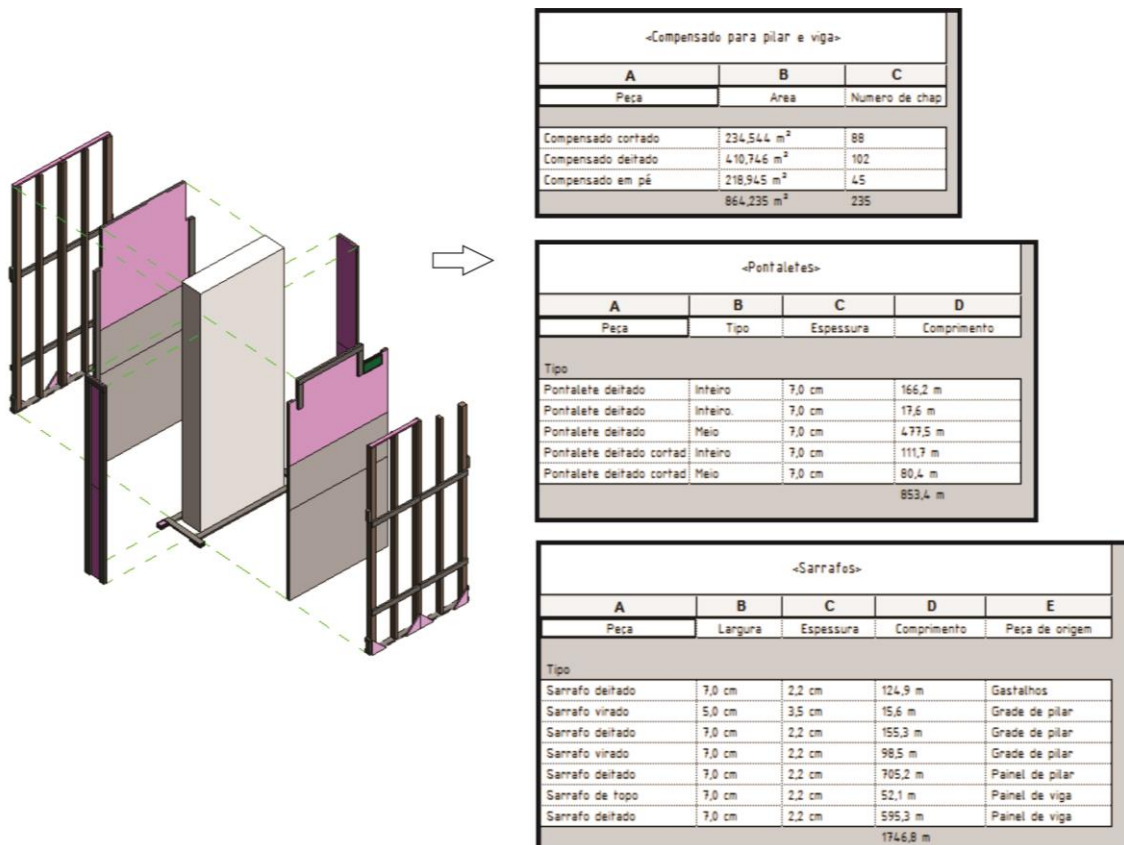 <Compensado para pilar e viga>
A B C
Peça Area Numero de chap
Compensado cortado 234,544 m² 88
Compensado deitado 410,746 m² 102
Compensado em pé 218,945 m² 45
864,235 m² 235
<Pontaletes>
A B C D
Peça Tipo Espessura Comprimento
Tipo
Pontalete deitado Inteiro 7,0 cm 166,2 m
Pontalete deitado Inteiro. 7,0 cm 17,6 m
Pontalete deitado Meio 7,0 cm 477,5 m
Pontalete deitado cortad Inteiro 7,0 cm 111,7 m
Pontalete deitado cortad Meio 7,0 cm 80,4 m
853,4 m
<Sarrafos>
A B C D E
Peça Largura Espessura Comprimento Peça de origem
Tipo
Sarrafo deitado 7,0 cm 2,2 cm 124,9 m Gastalhos
Sarrafo virado 5,0 cm 3,5 cm 15,6 m Grade de pilar
Sarrafo deitado 7,0 cm 2,2 cm 155,3 m Grade de pilar
Sarrafo virado 7,0 cm 2,2 cm 98,5 m Grade de pilar
Sarrafo deitado 7,0 cm 2,2 cm 705,2 m Painel de pilar
Sarrafo de topo 7,0 cm 2,2 cm 52,1 m Painel de viga
Sarrafo deitado 7,0 cm 2,2 cm 595,3 m Painel de viga
1746,8 m